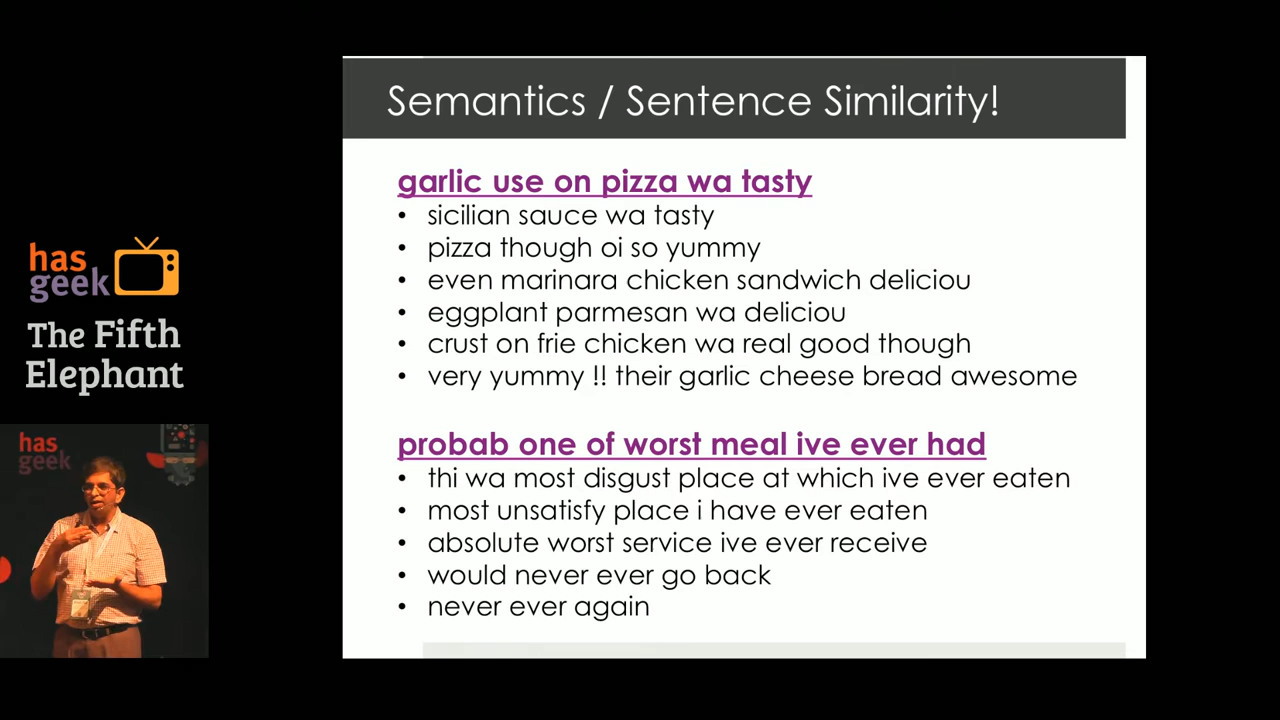 Semantics / Sentence Similarity!
garlic use on pizza wa tasty
• sicilian sauce wa tasty
• pizza though oi so yummy
• even marinara chicken sandwich deliciou
• eggplant parmesan wa deliciou
• crust on frie chicken wa real good though
• very yummy !! their garlic cheese bread awesome
probab one of worst meal ive ever had
• thi wa most disgust place at which ive ever eaten
• most unsatisfy place i have ever eaten
• absolute worst service ive ever receive
• would never ever go back
• never ever again
has
geek
The Fifth
Elephant
has
geek